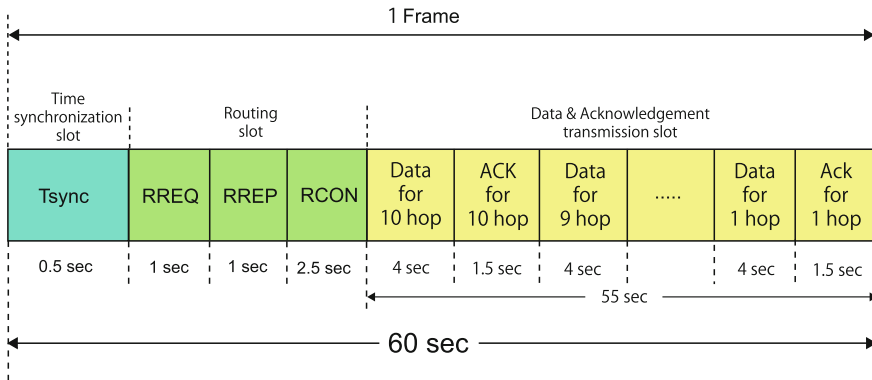 1 Frame
Time
synchronization
slot
Routing
slot
Data & Acknowledgement
transmission slot
Tsync
RREQ
RREP
RCON
Data
for
10 hop
ACK
for
10 hop
Data
for
9 hop
.....
Data
for
1 hop
Ack
for
1 hop
0.5 sec
1 sec
1 sec
2.5 sec
4 sec
1.5 sec
4 sec
4 sec
1.5 sec
55 sec
60 sec